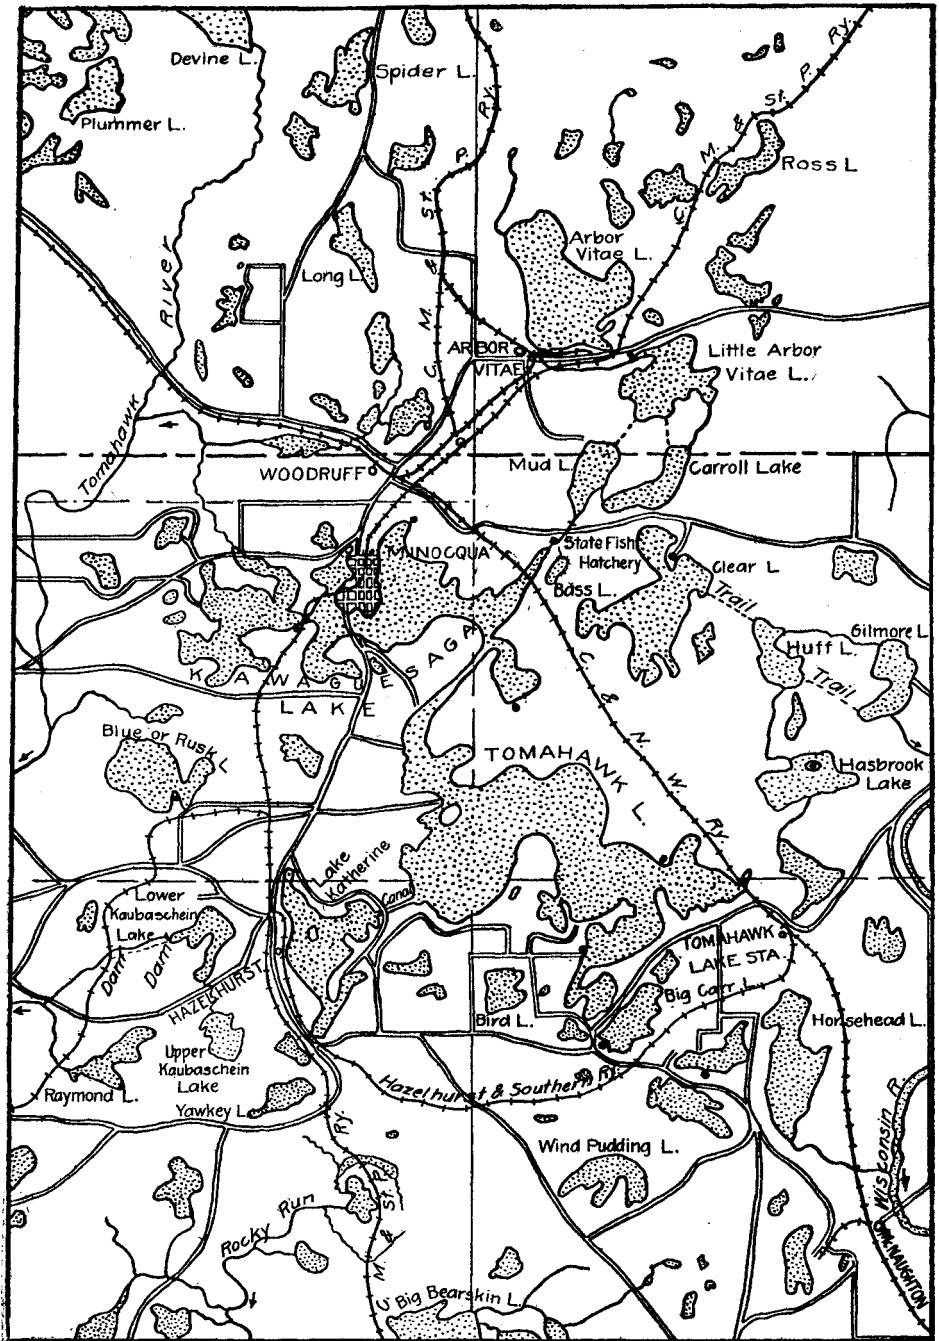 Devine L.
Spider L.
Plummer L.
Ry.
P.
St.
&
M.
C.
Ry.
P.
St.
&
M.
C.
Ross L
Arbor
Vitae L.
RIVER
Tomahawk
Long L.
ARBOR
VITAE
Little Arbor
Vitae L.
WOODRUFF
Mud L.
Carroll Lake
MINOCQUA
State Fish
Hatchery
Bass L.
Clear L
Trail
Huff L.
Gilmore L
Trail
KAWAGUESAGA
LAKE
C. & N. W. Ry.
Blue or Rusk
L
TOMAHAWK
L.
Hasbrook
Lake
Lake
Katherine
Canal
Lower
Kaubaschein
Lake
Dam
Dam
HAZELHURST
TOMAHAWK
LAKE STA.
Big Carr L.
Bird L.
Horsehead L.
Upper
Kaubaschein
Lake
Raymond L.
Yawkey L.
Hazelhurst & Southern Ry.
Wind Pudding L.
Wisconsin R.
Rocky Run
Ry.
P.
St.
&
M.
C
Big Bearskin L.
McNAUGHTON